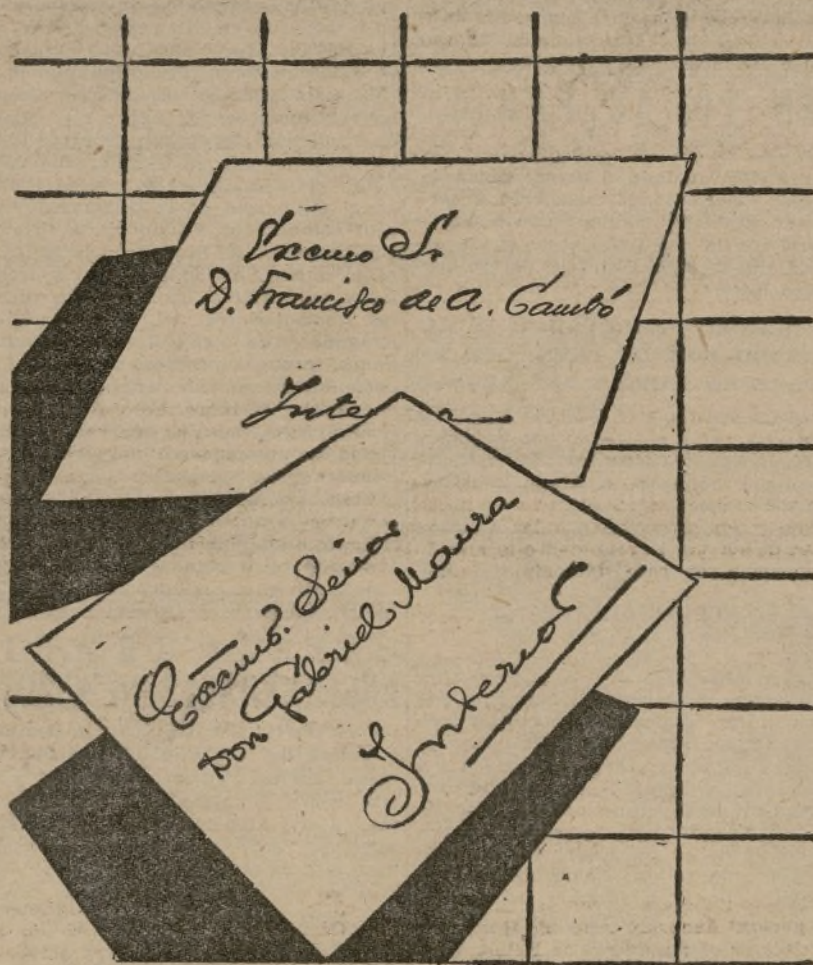 Excmo Sr
D. Francisco de A. Cambó
Inte r
Excmo. Señor
Don Gabriel Maura
Interior